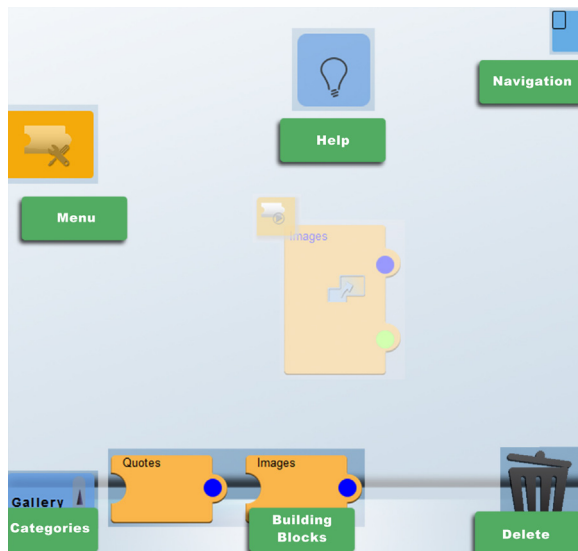 Navigation
Help
Menu
Images
Quotes
Images
Gallery
Categories
Building
Blocks
Delete